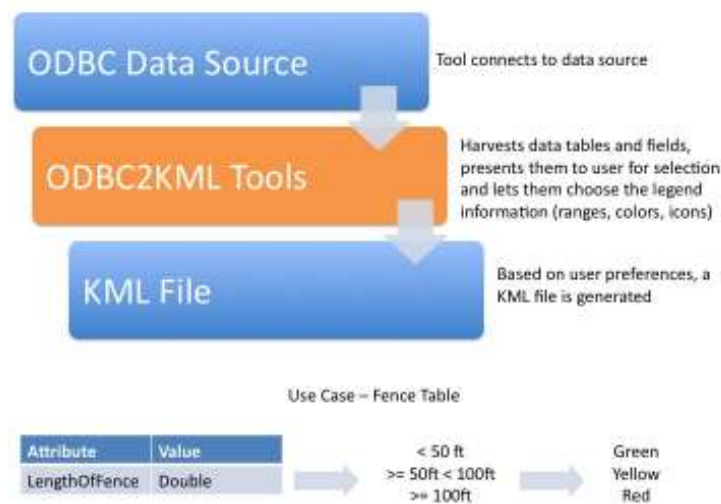 ODBC Data Source
Tool connects to data source
ODBC2KML Tools
Harvests data tables and fields,
presents them to user for selection
and lets them choose the legend
information (ranges, colors, icons)
KML File
Based on user preferences, a
KML file is generated
Use Case – Fence Table
Attribute Value
LengthOfFence Double
< 50 ft
>= 50ft < 100ft
>= 100ft
Green
Yellow
Red